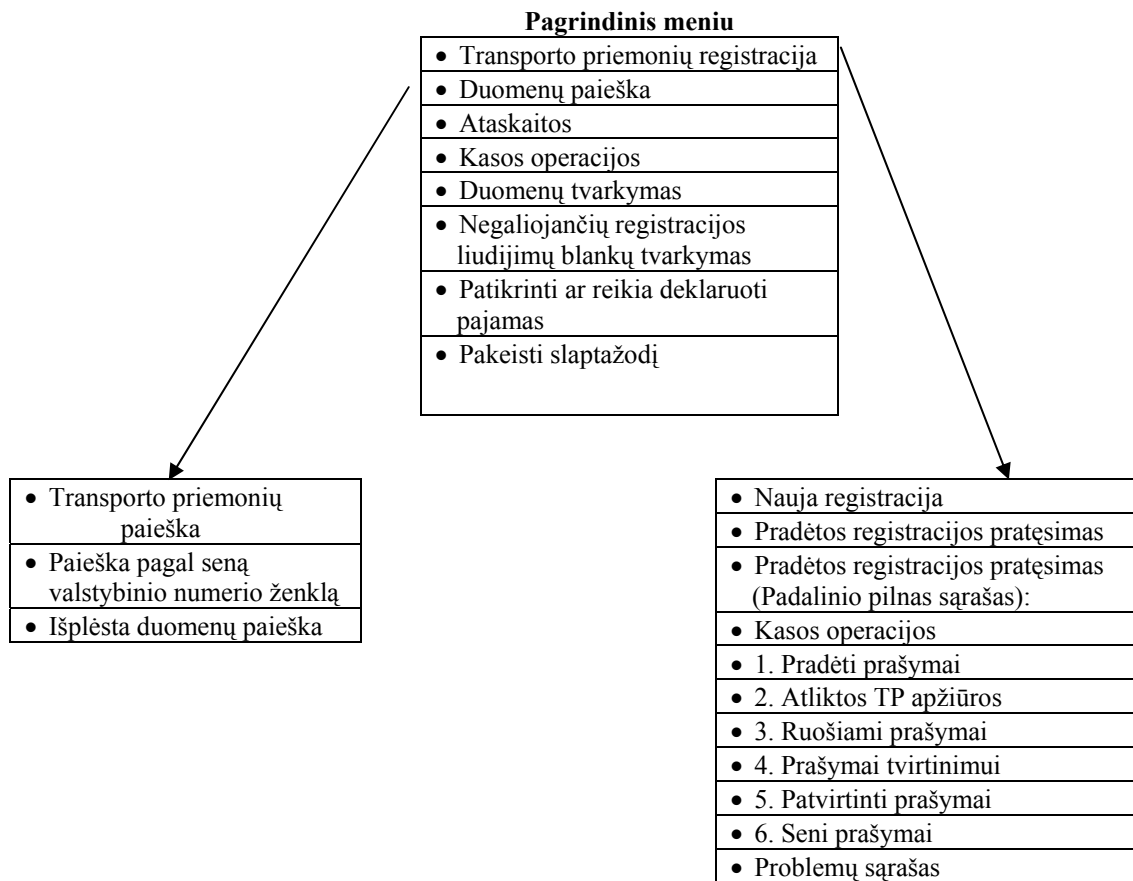 Pagrindinis meniu
• Transporto priemonių registracija
• Duomenų paieška
• Ataskaitos
• Kasos operacijos
• Duomenų tvarkymas
• Negaliojančių registracijos
liudijimų blankų tvarkymas
• Patikrinti ar reikia deklaruoti
pajamas
• Pakeisti slaptažodį
• Transporto priemonių
paieška
• Paieška pagal seną
valstybinio numerio ženklą
• Išplėsta duomenų paieška
• Nauja registracija
• Pradėtos registracijos pratęsimas
• Pradėtos registracijos pratęsimas
(Padalinio pilnas sąrašas):
• Kasos operacijos
• 1. Pradėti prašymai
• 2. Atliktos TP apžiūros
• 3. Ruošiami prašymai
• 4. Prašymai tvirtinimui
• 5. Patvirtinti prašymai
• 6. Seni prašymai
• Problemų sąrašas